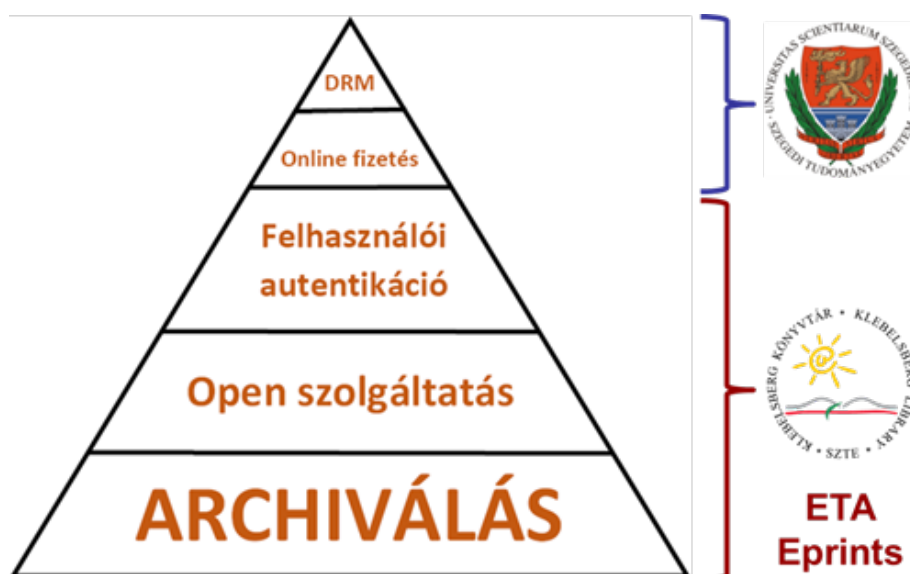 DRM
Online fizetés
Felhasználói
autentikáció
Open szolgáltatás
ARCHIVÁLÁS
UNIVERSITAS SCIENTIARUM SZEGEDIENSIS
SZEGEDI TUDOMÁNYEGYETEM
KLEBELSBERG KÖNYVTÁR • KLEBELSBERG LIBRARY • SZTE •
ETA
Eprints